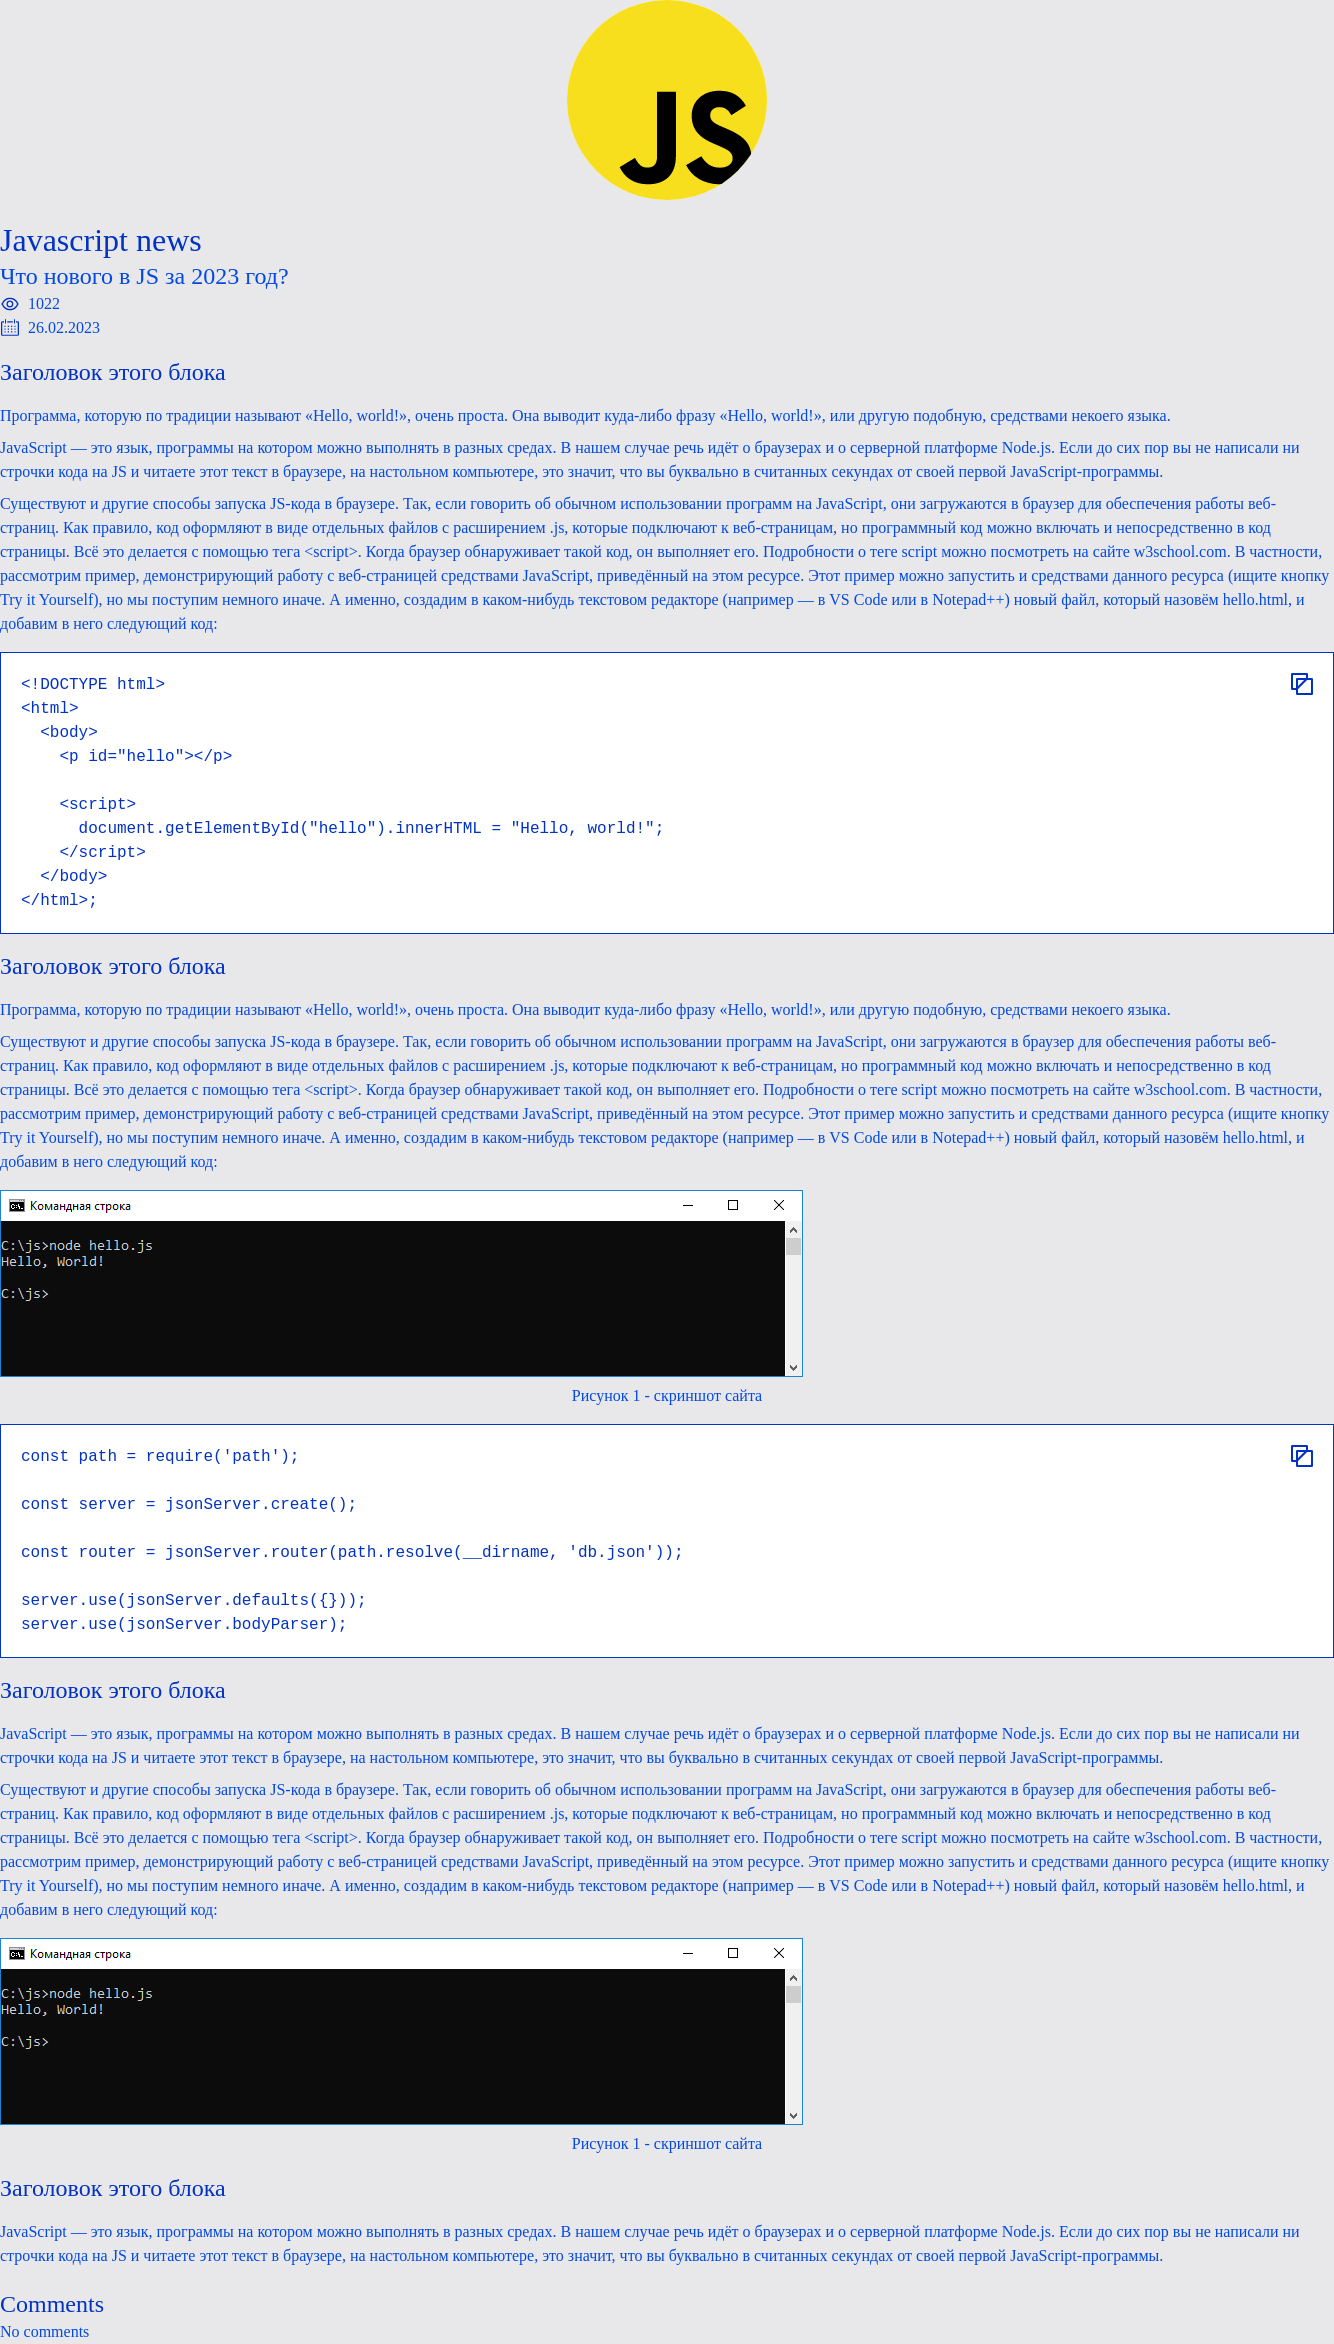 JS
Javascript news
Что нового в JS за 2023 год?
1022
26.02.2023
Заголовок этого блока
Программа, которую по традиции называют «Hello, world!», очень проста. Она выводит куда-либо фразу «Hello, world!», или другую подобную, средствами некоего языка.
JavaScript — это язык, программы на котором можно выполнять в разных средах. В нашем случае речь идёт о браузерах и о серверной платформе Node.js. Если до сих пор вы не написали ни
строчки кода на JS и читаете этот текст в браузере, на настольном компьютере, это значит, что вы буквально в считанных секундах от своей первой JavaScript-программы.
Существуют и другие способы запуска JS-кода в браузере. Так, если говорить об обычном использовании программ на JavaScript, они загружаются в браузер для обеспечения работы веб-
страниц. Как правило, код оформляют в виде отдельных файлов с расширением .js, которые подключают к веб-страницам, но программный код можно включать и непосредственно в код
страницы. Всё это делается с помощью тега <script>. Когда браузер обнаруживает такой код, он выполняет его. Подробности о теге script можно посмотреть на сайте w3school.com. В частности,
рассмотрим пример, демонстрирующий работу с веб-страницей средствами JavaScript, приведённый на этом ресурсе. Этот пример можно запустить и средствами данного ресурса (ищите кнопку
Try it Yourself), но мы поступим немного иначе. А именно, создадим в каком-нибудь текстовом редакторе (например — в VS Code или в Notepad++) новый файл, который назовём hello.html, и
добавим в него следующий код:
<!DOCTYPE html>
<html>
  <body>
    <p id="hello"></p>
    <script>
      document.getElementById("hello").innerHTML = "Hello, world!";
    </script>
  </body>
</html>;
Заголовок этого блока
Программа, которую по традиции называют «Hello, world!», очень проста. Она выводит куда-либо фразу «Hello, world!», или другую подобную, средствами некоего языка.
Существуют и другие способы запуска JS-кода в браузере. Так, если говорить об обычном использовании программ на JavaScript, они загружаются в браузер для обеспечения работы веб-
страниц. Как правило, код оформляют в виде отдельных файлов с расширением .js, которые подключают к веб-страницам, но программный код можно включать и непосредственно в код
страницы. Всё это делается с помощью тега <script>. Когда браузер обнаруживает такой код, он выполняет его. Подробности о теге script можно посмотреть на сайте w3school.com. В частности,
рассмотрим пример, демонстрирующий работу с веб-страницей средствами JavaScript, приведённый на этом ресурсе. Этот пример можно запустить и средствами данного ресурса (ищите кнопку
Try it Yourself), но мы поступим немного иначе. А именно, создадим в каком-нибудь текстовом редакторе (например — в VS Code или в Notepad++) новый файл, который назовём hello.html, и
добавим в него следующий код:
Командная строка
C:\js>node hello.js
Hello, World!
C:\js>
Рисунок 1 - скриншот сайта
const path = require('path');
const server = jsonServer.create();
const router = jsonServer.router(path.resolve(__dirname, 'db.json'));
server.use(jsonServer.defaults({}));
server.use(jsonServer.bodyParser);
Заголовок этого блока
JavaScript — это язык, программы на котором можно выполнять в разных средах. В нашем случае речь идёт о браузерах и о серверной платформе Node.js. Если до сих пор вы не написали ни
строчки кода на JS и читаете этот текст в браузере, на настольном компьютере, это значит, что вы буквально в считанных секундах от своей первой JavaScript-программы.
Существуют и другие способы запуска JS-кода в браузере. Так, если говорить об обычном использовании программ на JavaScript, они загружаются в браузер для обеспечения работы веб-
страниц. Как правило, код оформляют в виде отдельных файлов с расширением .js, которые подключают к веб-страницам, но программный код можно включать и непосредственно в код
страницы. Всё это делается с помощью тега <script>. Когда браузер обнаруживает такой код, он выполняет его. Подробности о теге script можно посмотреть на сайте w3school.com. В частности,
рассмотрим пример, демонстрирующий работу с веб-страницей средствами JavaScript, приведённый на этом ресурсе. Этот пример можно запустить и средствами данного ресурса (ищите кнопку
Try it Yourself), но мы поступим немного иначе. А именно, создадим в каком-нибудь текстовом редакторе (например — в VS Code или в Notepad++) новый файл, который назовём hello.html, и
добавим в него следующий код:
Командная строка
C:\js>node hello.js
Hello, World!
C:\js>
Рисунок 1 - скриншот сайта
Заголовок этого блока
JavaScript — это язык, программы на котором можно выполнять в разных средах. В нашем случае речь идёт о браузерах и о серверной платформе Node.js. Если до сих пор вы не написали ни
строчки кода на JS и читаете этот текст в браузере, на настольном компьютере, это значит, что вы буквально в считанных секундах от своей первой JavaScript-программы.
Comments
No comments